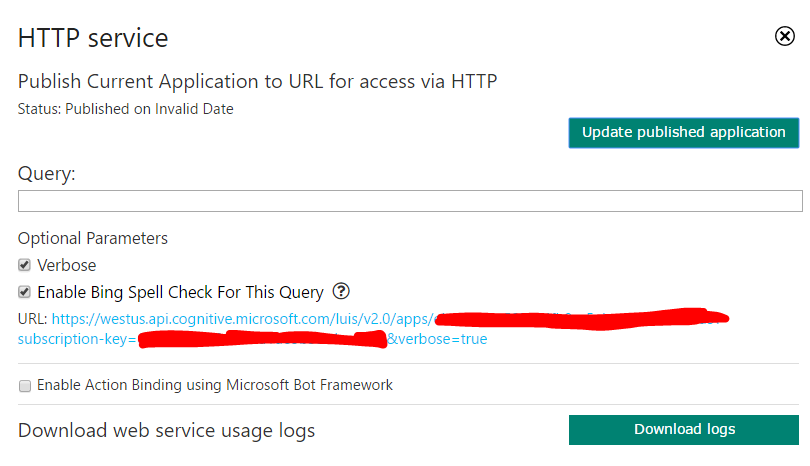 HTTP service
Publish Current Application to URL for access via HTTP
Status: Published on Invalid Date
Update published application
Query:
Optional Parameters
Verbose
Enable Bing Spell Check For This Query ?
URL: https://westus.api.cognitive.microsoft.com/luis/v2.0/apps/
subscription-key= &verbose=true
Enable Action Binding using Microsoft Bot Framework
Download web service usage logs
Download logs